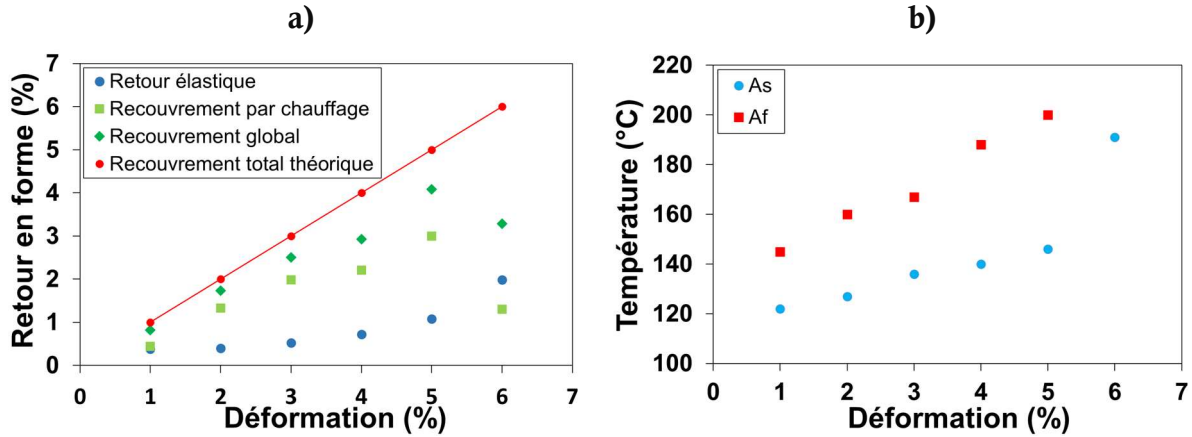 a)
7
6
5
4
3
2
1
0
Retour en forme (%)
Retour élastique
Recouvrement par chauffage
Recouvrement global
Recouvrement total théorique
0 1 2 3 4 5 6 7
Déformation (%)
b)
220
200
180
160
140
120
100
Température (°C)
As
Af
0 1 2 3 4 5 6 7
Déformation (%)